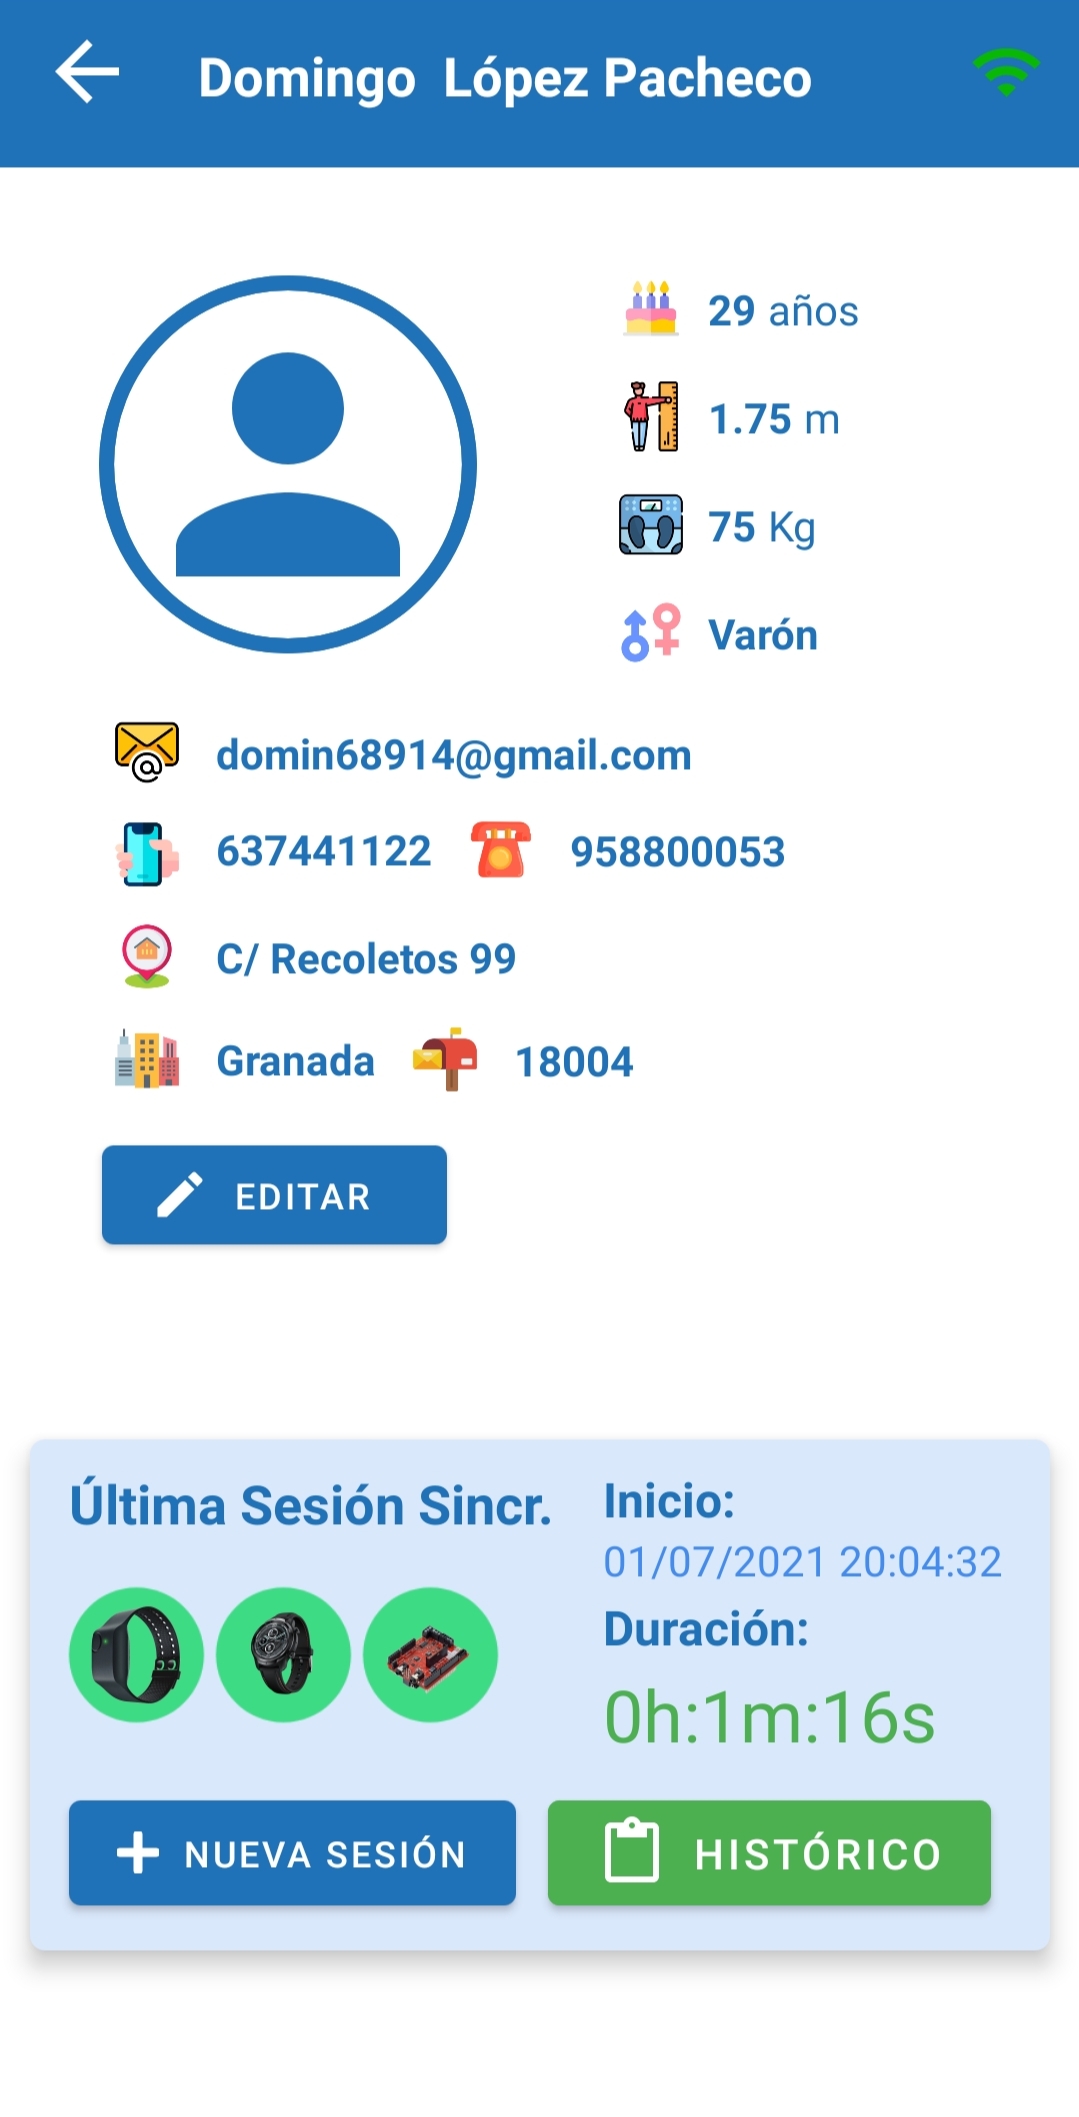 Domingo López Pacheco
29 años
1.75 m
75 Kg
Varón
domin68914@gmail.com
637441122 958800053
C/ Recoletos 99
Granada 18004
EDITAR
Última Sesión Sincr.
Inicio:
01/07/2021 20:04:32
Duración:
0h:1m:16s
NUEVA SESIÓN
HISTÓRICO